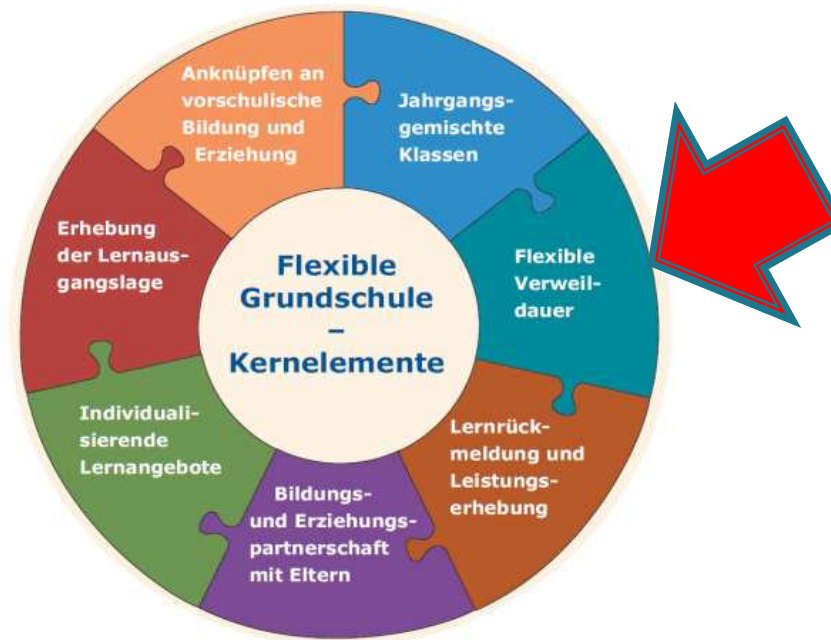 Anknüpfen an
vorschulische
Bildung und
Erziehung
Jahrgangs-
gemischte
Klassen
Erhebung
der Lernaus-
gangslage
Flexible
Grundschule
–
Kernelemente
Flexible
Verweil-
dauer
Individuali-
sierende
Lernangebote
Lernrück-
meldung und
Leistungs-
erhebung
Bildungs-
und Erziehungs-
partnerschaft
mit Eltern